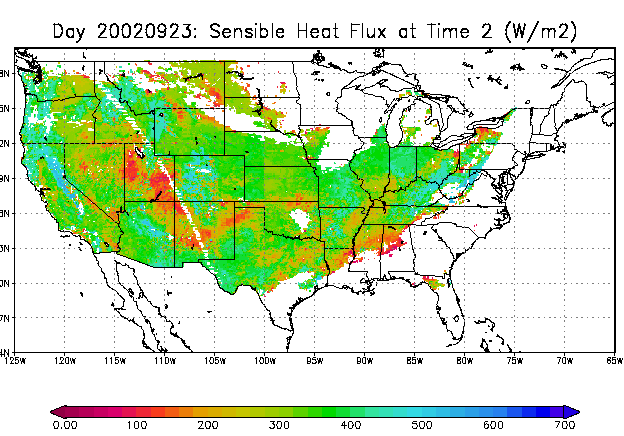 Day 20020923: Sensible Heat Flux at Time 2 (W/m2)
8N
5N
2N
9N
8N
3N
0N
7N
4N
125W 120W 115W 110W 105W 100W 95W 90W 85W 80W 75W 70W 65W
0.00 100 200 300 400 500 600 700